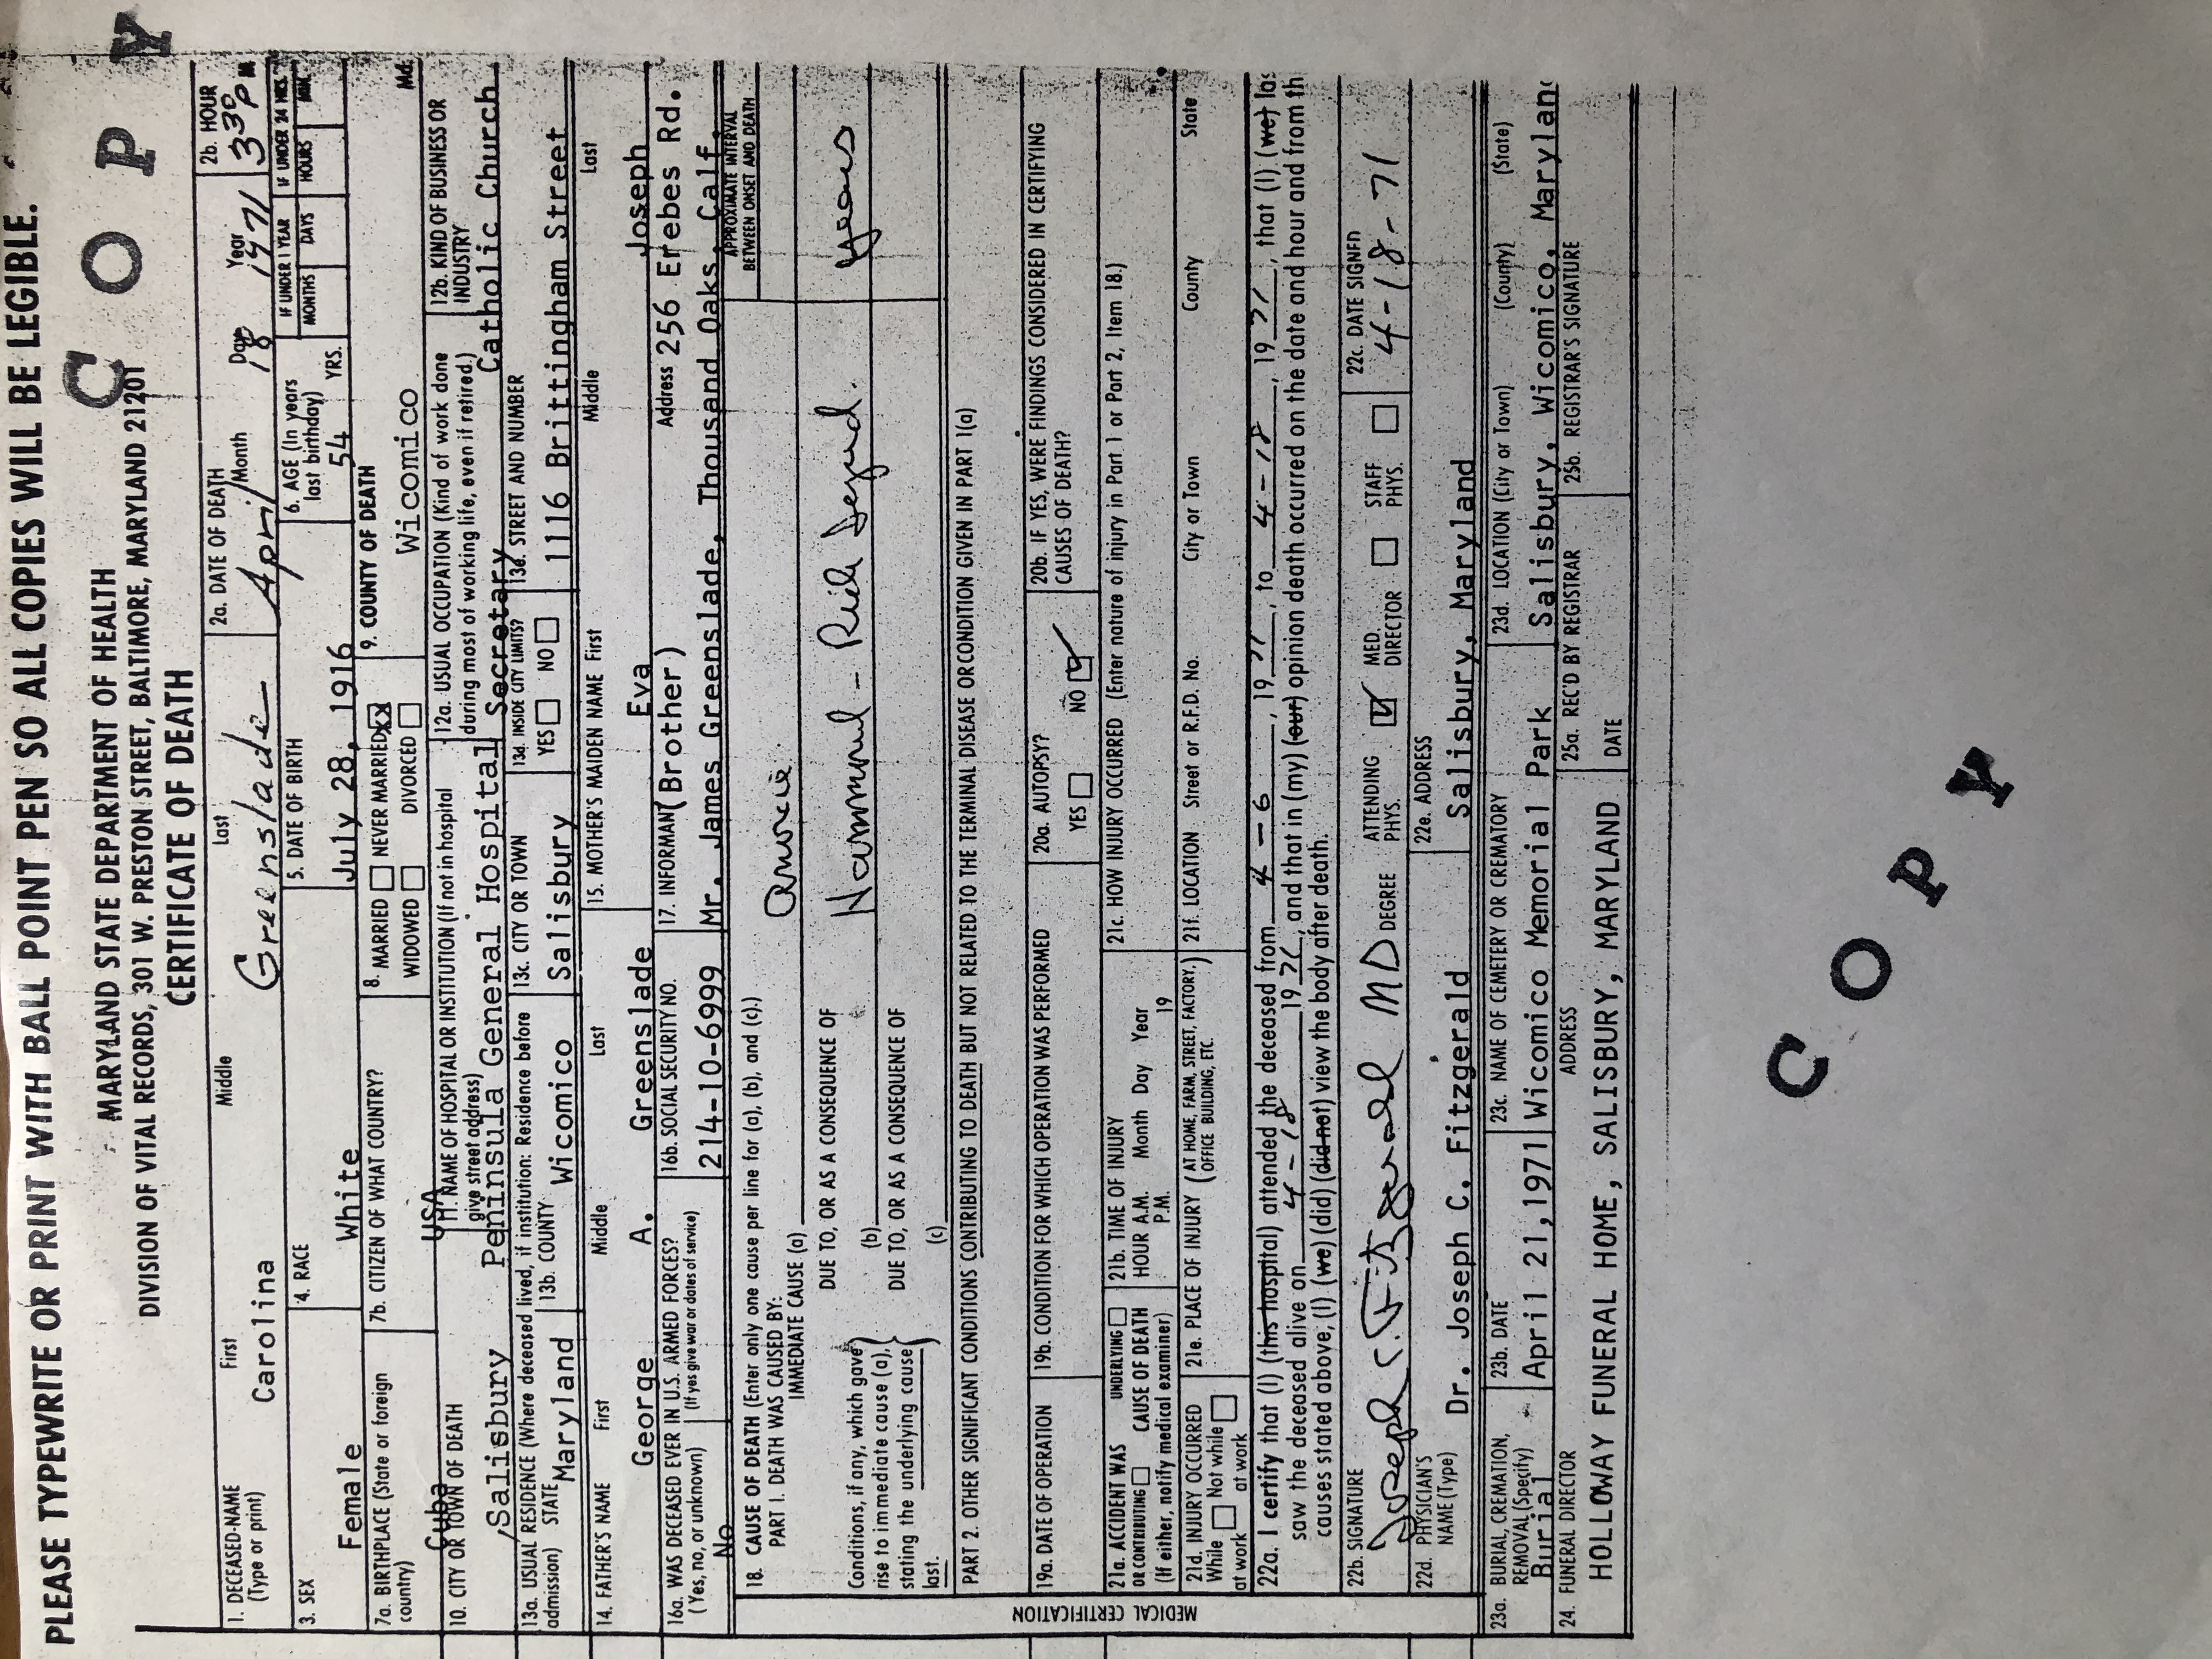 PLEASE TYPEWRITE OR PRINT WITH BALL POINT PEN SO ALL COPIES WILL BE LEGIBLE.
COPY
MARYLAND STATE DEPARTMENT OF HEALTH
DIVISION OF VITAL RECORDS, 301 W. PRESTON STREET, BALTIMORE, MARYLAND 21201
CERTIFICATE OF DEATH
1. DECEASED-NAME (Type or print) First Middle Last
Carolina Greenslade
2a. DATE OF DEATH Month Day Year
April 18 1971
2b. HOUR
3 30 P M
3. SEX
Female
4. RACE
White
5. DATE OF BIRTH
July 28, 1916
6. AGE (In years last birthday)
54 YRS.
IF UNDER 1 YEAR
MONTHS DAYS
IF UNDER 24 HRS.
HOURS MIN.
7a. BIRTHPLACE (State or foreign country)
Cuba
7b. CITIZEN OF WHAT COUNTRY?
USA
8. MARRIED NEVER MARRIED XX
WIDOWED DIVORCED
9. COUNTY OF DEATH
Wicomico Md.
10. CITY OR TOWN OF DEATH
,Salisbury
11. NAME OF HOSPITAL OR INSTITUTION (If not in hospital
give street address)
Peninsula General Hospital
12a. USUAL OCCUPATION (Kind of work done
during most of working life, even if retired.)
Secretary
12b. KIND OF BUSINESS OR
INDUSTRY
Catholic Church
13a. USUAL RESIDENCE (Where deceased lived, if institution: Residence before
admission) STATE Maryland
13b. COUNTY Wicomico
13c. CITY OR TOWN
Salisbury
13d. INSIDE CITY LIMITS?
YES NO
13e. STREET AND NUMBER
1116 Brittingham Street
14. FATHER'S NAME First Middle Last
George A. Greenslade
15. MOTHER'S MAIDEN NAME First Middle Last
Eva Joseph
16a. WAS DECEASED EVER IN U.S. ARMED FORCES?
(Yes, no, or unknown) (If yes give war or dates of service)
No
16b. SOCIAL SECURITY NO.
214-10-6999
17. INFORMANT (Brother) Address 256 Erebes Rd.
Mr. James Greenslade, Thousand Oaks, Calf.
MEDICAL CERTIFICATION
18. CAUSE OF DEATH (Enter only one cause per line for (a), (b), and (c).)
APPROXIMATE INTERVAL
BETWEEN ONSET AND DEATH
PART I. DEATH WAS CAUSED BY:
IMMEDIATE CAUSE (a) Anoxia
DUE TO, OR AS A CONSEQUENCE OF
Conditions, if any, which gave
rise to immediate cause (a),
stating the underlying cause
last.
(b) Hammond - Rich years
DUE TO, OR AS A CONSEQUENCE OF
(c)
PART 2. OTHER SIGNIFICANT CONDITIONS CONTRIBUTING TO DEATH BUT NOT RELATED TO THE TERMINAL DISEASE OR CONDITION GIVEN IN PART 1(a)
19a. DATE OF OPERATION
19b. CONDITION FOR WHICH OPERATION WAS PERFORMED
20a. AUTOPSY?
YES NO
20b. IF YES, WERE FINDINGS CONSIDERED IN CERTIFYING
CAUSES OF DEATH?
21a. ACCIDENT WAS UNDERLYING
OR CONTRIBUTING CAUSE OF DEATH
(If either, notify medical examiner)
21b. TIME OF INJURY
HOUR A.M. Month Day Year
P.M. 19
21c. HOW INJURY OCCURRED (Enter nature of injury in Part 1 or Part 2, Item 18.)
21d. INJURY OCCURRED
While Not while
at work at work
21e. PLACE OF INJURY (AT HOME, FARM, STREET, FACTORY, OFFICE BUILDING, ETC.)
21f. LOCATION Street or R.F.D. No. City or Town County State
22a. I certify that (I) (this hospital) attended the deceased from 4-6, 19 71, to 4-18, 19 71, that (I) (we) las
saw the deceased alive on 4-18 19 71, and that in (my) (our) opinion death occurred on the date and hour and from th
causes stated above, (I) (we) (did) (did not) view the body after death.
22b. SIGNATURE
Joseph C. Fitzgerald MD DEGREE
ATTENDING PHYS. MED. DIRECTOR STAFF PHYS.
22c. DATE SIGNED
4-18-71
22d. PHYSICIAN'S
NAME (Type) Dr. Joseph C. Fitzgerald
22e. ADDRESS
Salisbury, Maryland
23a. BURIAL, CREMATION,
REMOVAL (Specify)
Burial
23b. DATE
April 21,1971
23c. NAME OF CEMETERY OR CREMATORY
Wicomico Memorial Park
23d. LOCATION (City or Town) (County) (State)
Salisbury, Wicomico, Marylan
24. FUNERAL DIRECTOR ADDRESS
HOLLOWAY FUNERAL HOME, SALISBURY, MARYLAND
25a. REC'D BY REGISTRAR
DATE
25b. REGISTRAR'S SIGNATURE
COPY